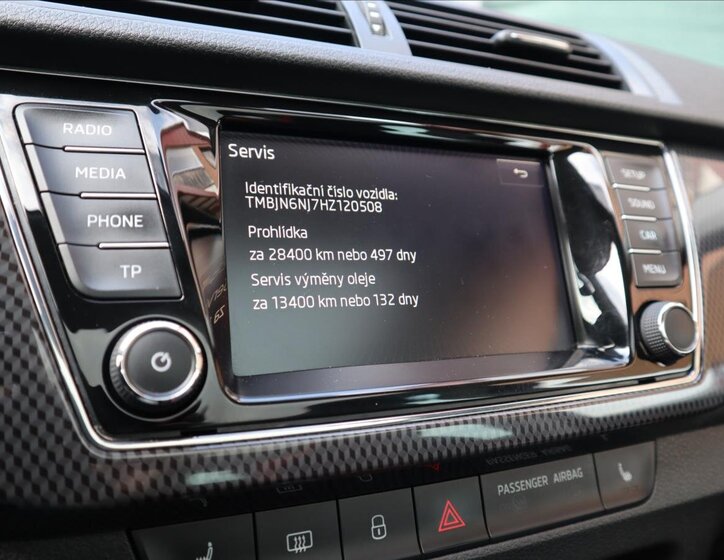 RADIO
MEDIA
PHONE
TP
Servis
Identifikační číslo vozidla:
TMBJN6NJ7HZ120508
Prohlídka
za 28400 km nebo 497 dny
Servis výměny oleje
za 13400 km nebo 132 dny
SETUP
SOUND
CAR
MENU
PASSENGER AIRBAG